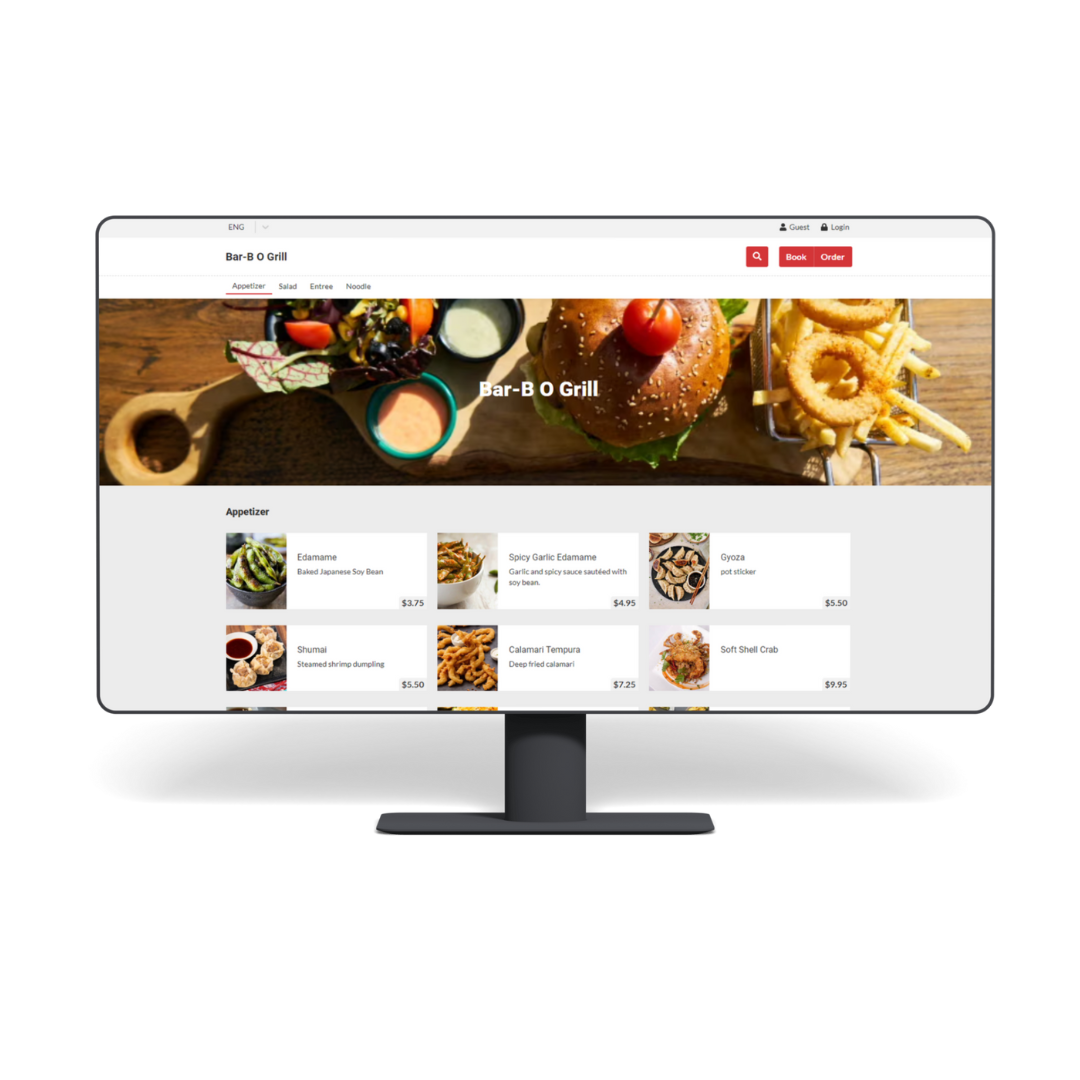 ENG
Guest
Login
Bar-B O Grill
Book
Order
Appetizer
Salad
Entree
Noodle
Bar-B O Grill
Appetizer
Edamame
Baked Japanese Soy Bean
$3.75
Spicy Garlic Edamame
Garlic and spicy sauce sautéed with
soy bean.
$4.95
Gyoza
pot sticker
$5.50
Shumai
Steamed shrimp dumpling
$5.50
Calamari Tempura
Deep fried calamari
$7.25
Soft Shell Crab
$9.95